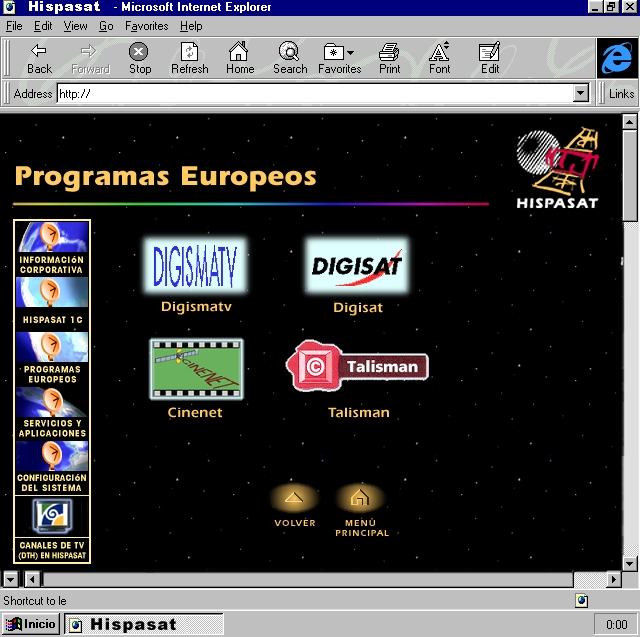 Hispasat - Microsoft Internet Explorer
File Edit View Go Favorites Help
Back Forward Stop Refresh Home Search Favorites Print Font Edit
Address http:// Links
Programas Europeos
HISPASAT
INFORMACIÓN
CORPORATIVA
HISPASAT 1C
PROGRAMAS
EUROPEOS
SERVICIOS Y
APLICACIONES
CONFIGURACIÓN
DEL SISTEMA
CANALES DE TV
(DTH) EN HISPASAT
DIGISMATV
Digismatv
DIGISAT
Digisat
CINENET
Cinenet
© Talisman
Talisman
VOLVER
MENÚ
PRINCIPAL
Shortcut to le
Inicio Hispasat 0:00